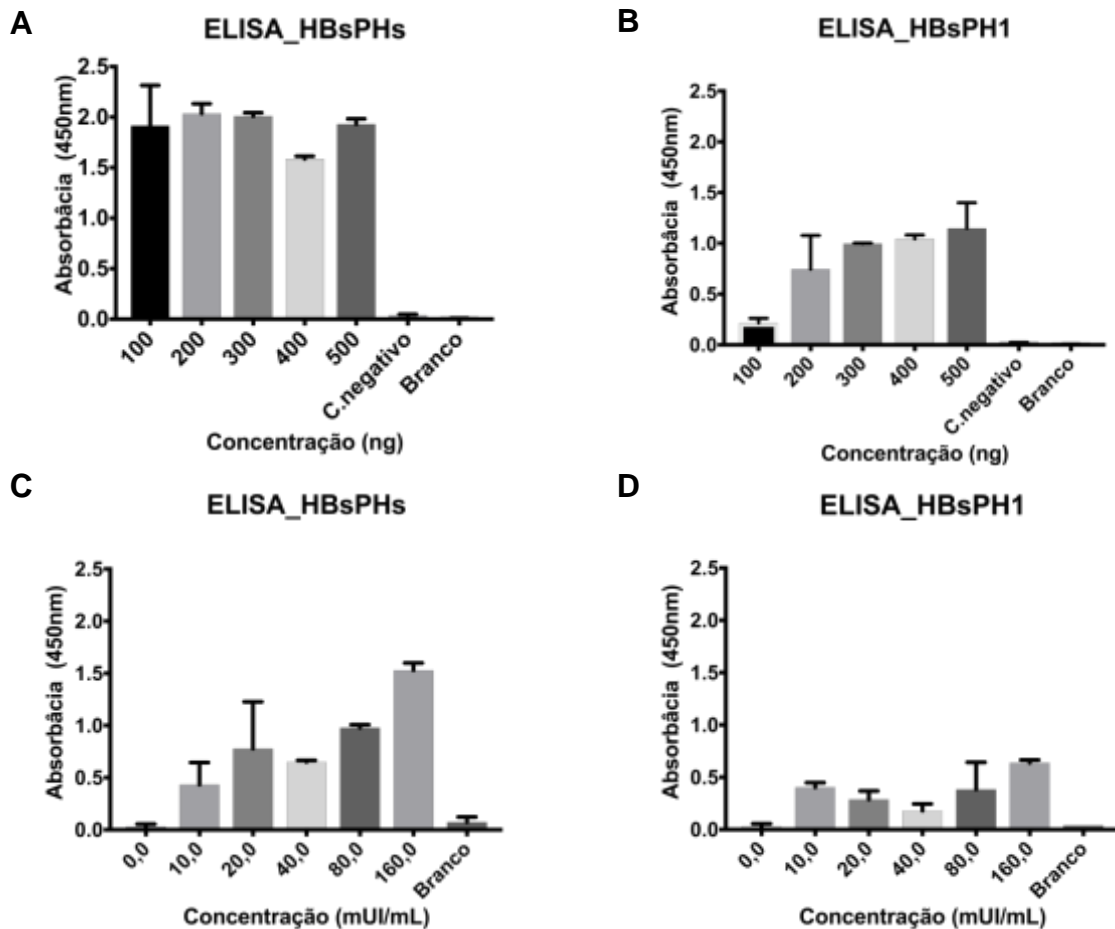 A
ELISA_HBsPHs
Absorbâcia (450nm)
2.5
2.0
1.5
1.0
0.5
0.0
100
200
300
400
500
C.negativo
Branco
Concentração (ng)
B
ELISA_HBsPH1
Absorbâcia (450nm)
2.5
2.0
1.5
1.0
0.5
0.0
100
200
300
400
500
C.negativo
Branco
Concentração (ng)
C
ELISA_HBsPHs
Absorbâcia (450nm)
2.5
2.0
1.5
1.0
0.5
0.0
0,0
10,0
20,0
40,0
80,0
160,0
Branco
Concentração (mUI/mL)
D
ELISA_HBsPH1
Absorbâcia (450nm)
2.5
2.0
1.5
1.0
0.5
0.0
0,0
10,0
20,0
40,0
80,0
160,0
Branco
Concentração (mUI/mL)